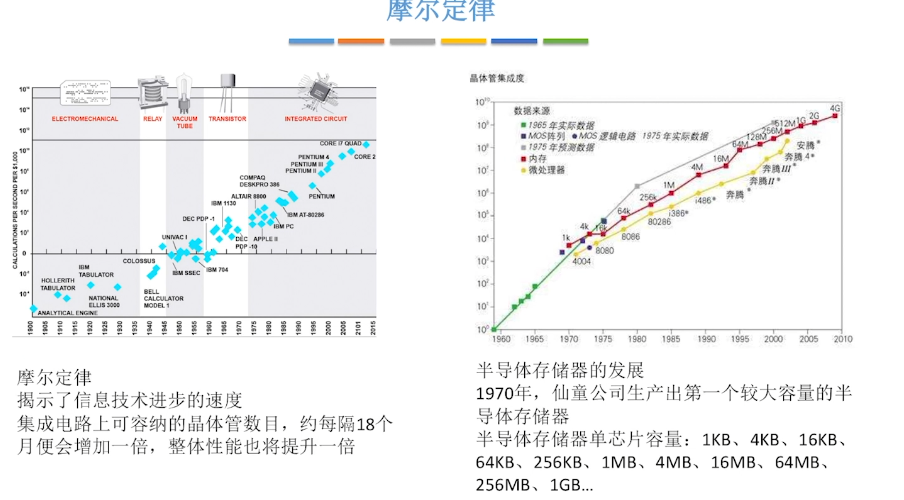 摩尔定律
ELECTROMECHANICAL
RELAY
VACUUM
TUBE
TRANSISTOR
INTEGRATED CIRCUIT
CALCULATIONS PER SECOND PER $1,000
CORE I7 QUAD
CORE 2
PENTIUM 4
PENTIUM III
PENTIUM II
PENTIUM
COMPAQ
DESKPRO 386
ALTAIR 8800
IBM 1130
IBM AT-80286
DEC PDP -1
IBM PC
UNIVAC I
DEC
PDP -10
APPLE II
COLOSSUS
IBM SSEC
IBM 704
IBM
TABULATOR
HOLLERITH
TABULATOR
NATIONAL
ELLIS 3000
BELL
CALCULATOR
MODEL 1
ANALYTICAL ENGINE
1900 1905 1910 1915 1920 1925 1930 1935 1940 1945 1950 1955 1960 1965 1970 1975 1980 1985 1990 1995 2000 2005 2010 2015
摩尔定律
揭示了信息技术进步的速度
集成电路上可容纳的晶体管数目，约每隔18个
月便会增加一倍，整体性能也将提升一倍
晶体管集成度
10¹⁰
10⁹
10⁸
10⁷
10⁶
10⁵
10⁴
10³
10²
10¹
10⁰
数据来源
1965 年实际数据
MOS阵列 MOS 逻辑电路 1975 年实际数据
1975 年预测数据
内存
微处理器
1k
4k
16k
64k
256k
1M
4M
16M
64M
128M
256M
512M
1G
2G
4G
4004
8080
8086
80286
i386*
i486*
奔腾*
奔腾II*
奔腾III*
奔腾 4*
安腾*
1960 1965 1970 1975 1980 1985 1990 1995 2000 2005 2010
半导体存储器的发展
1970年，仙童公司生产出第一个较大容量的半
导体存储器
半导体存储器单芯片容量：1KB、4KB、16KB、
64KB、256KB、1MB、4MB、16MB、64MB、
256MB、1GB…